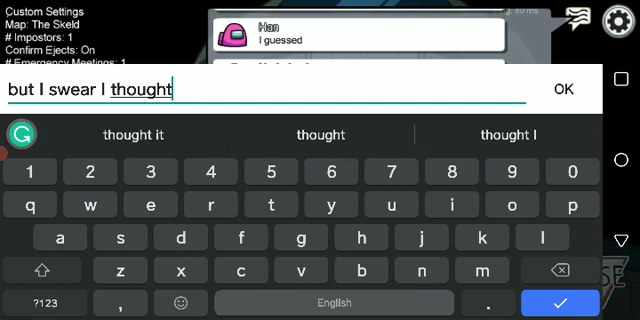 Custom Settings
Map: The Skeld
# Impostors: 1
Confirm Ejects: On
# Emergency Meetings: 1
Han
I guessed
but I swear I thought
OK
thought it
thought
thought I
1 2 3 4 5 6 7 8 9 0
q w e r t y u i o p
a s d f g h j k l
z x c v b n m
?123 , English .